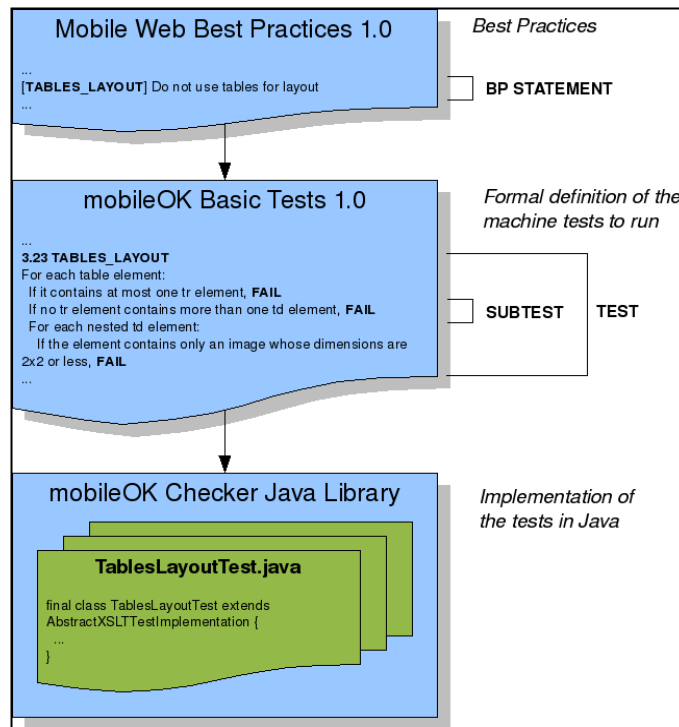 Mobile Web Best Practices 1.0
Best Practices
...
[TABLES_LAYOUT] Do not use tables for layout
...
BP STATEMENT
mobileOK Basic Tests 1.0
Formal definition of the
machine tests to run
...
3.23 TABLES_LAYOUT
For each table element:
If it contains at most one tr element, FAIL
If no tr element contains more than one td element, FAIL
For each nested td element:
If the element contains only an image whose dimensions are
2x2 or less, FAIL
...
SUBTEST
TEST
mobileOK Checker Java Library
Implementation of
the tests in Java
TablesLayoutTest.java
final class TablesLayoutTest extends
AbstractXSLTTestImplementation {
...
}